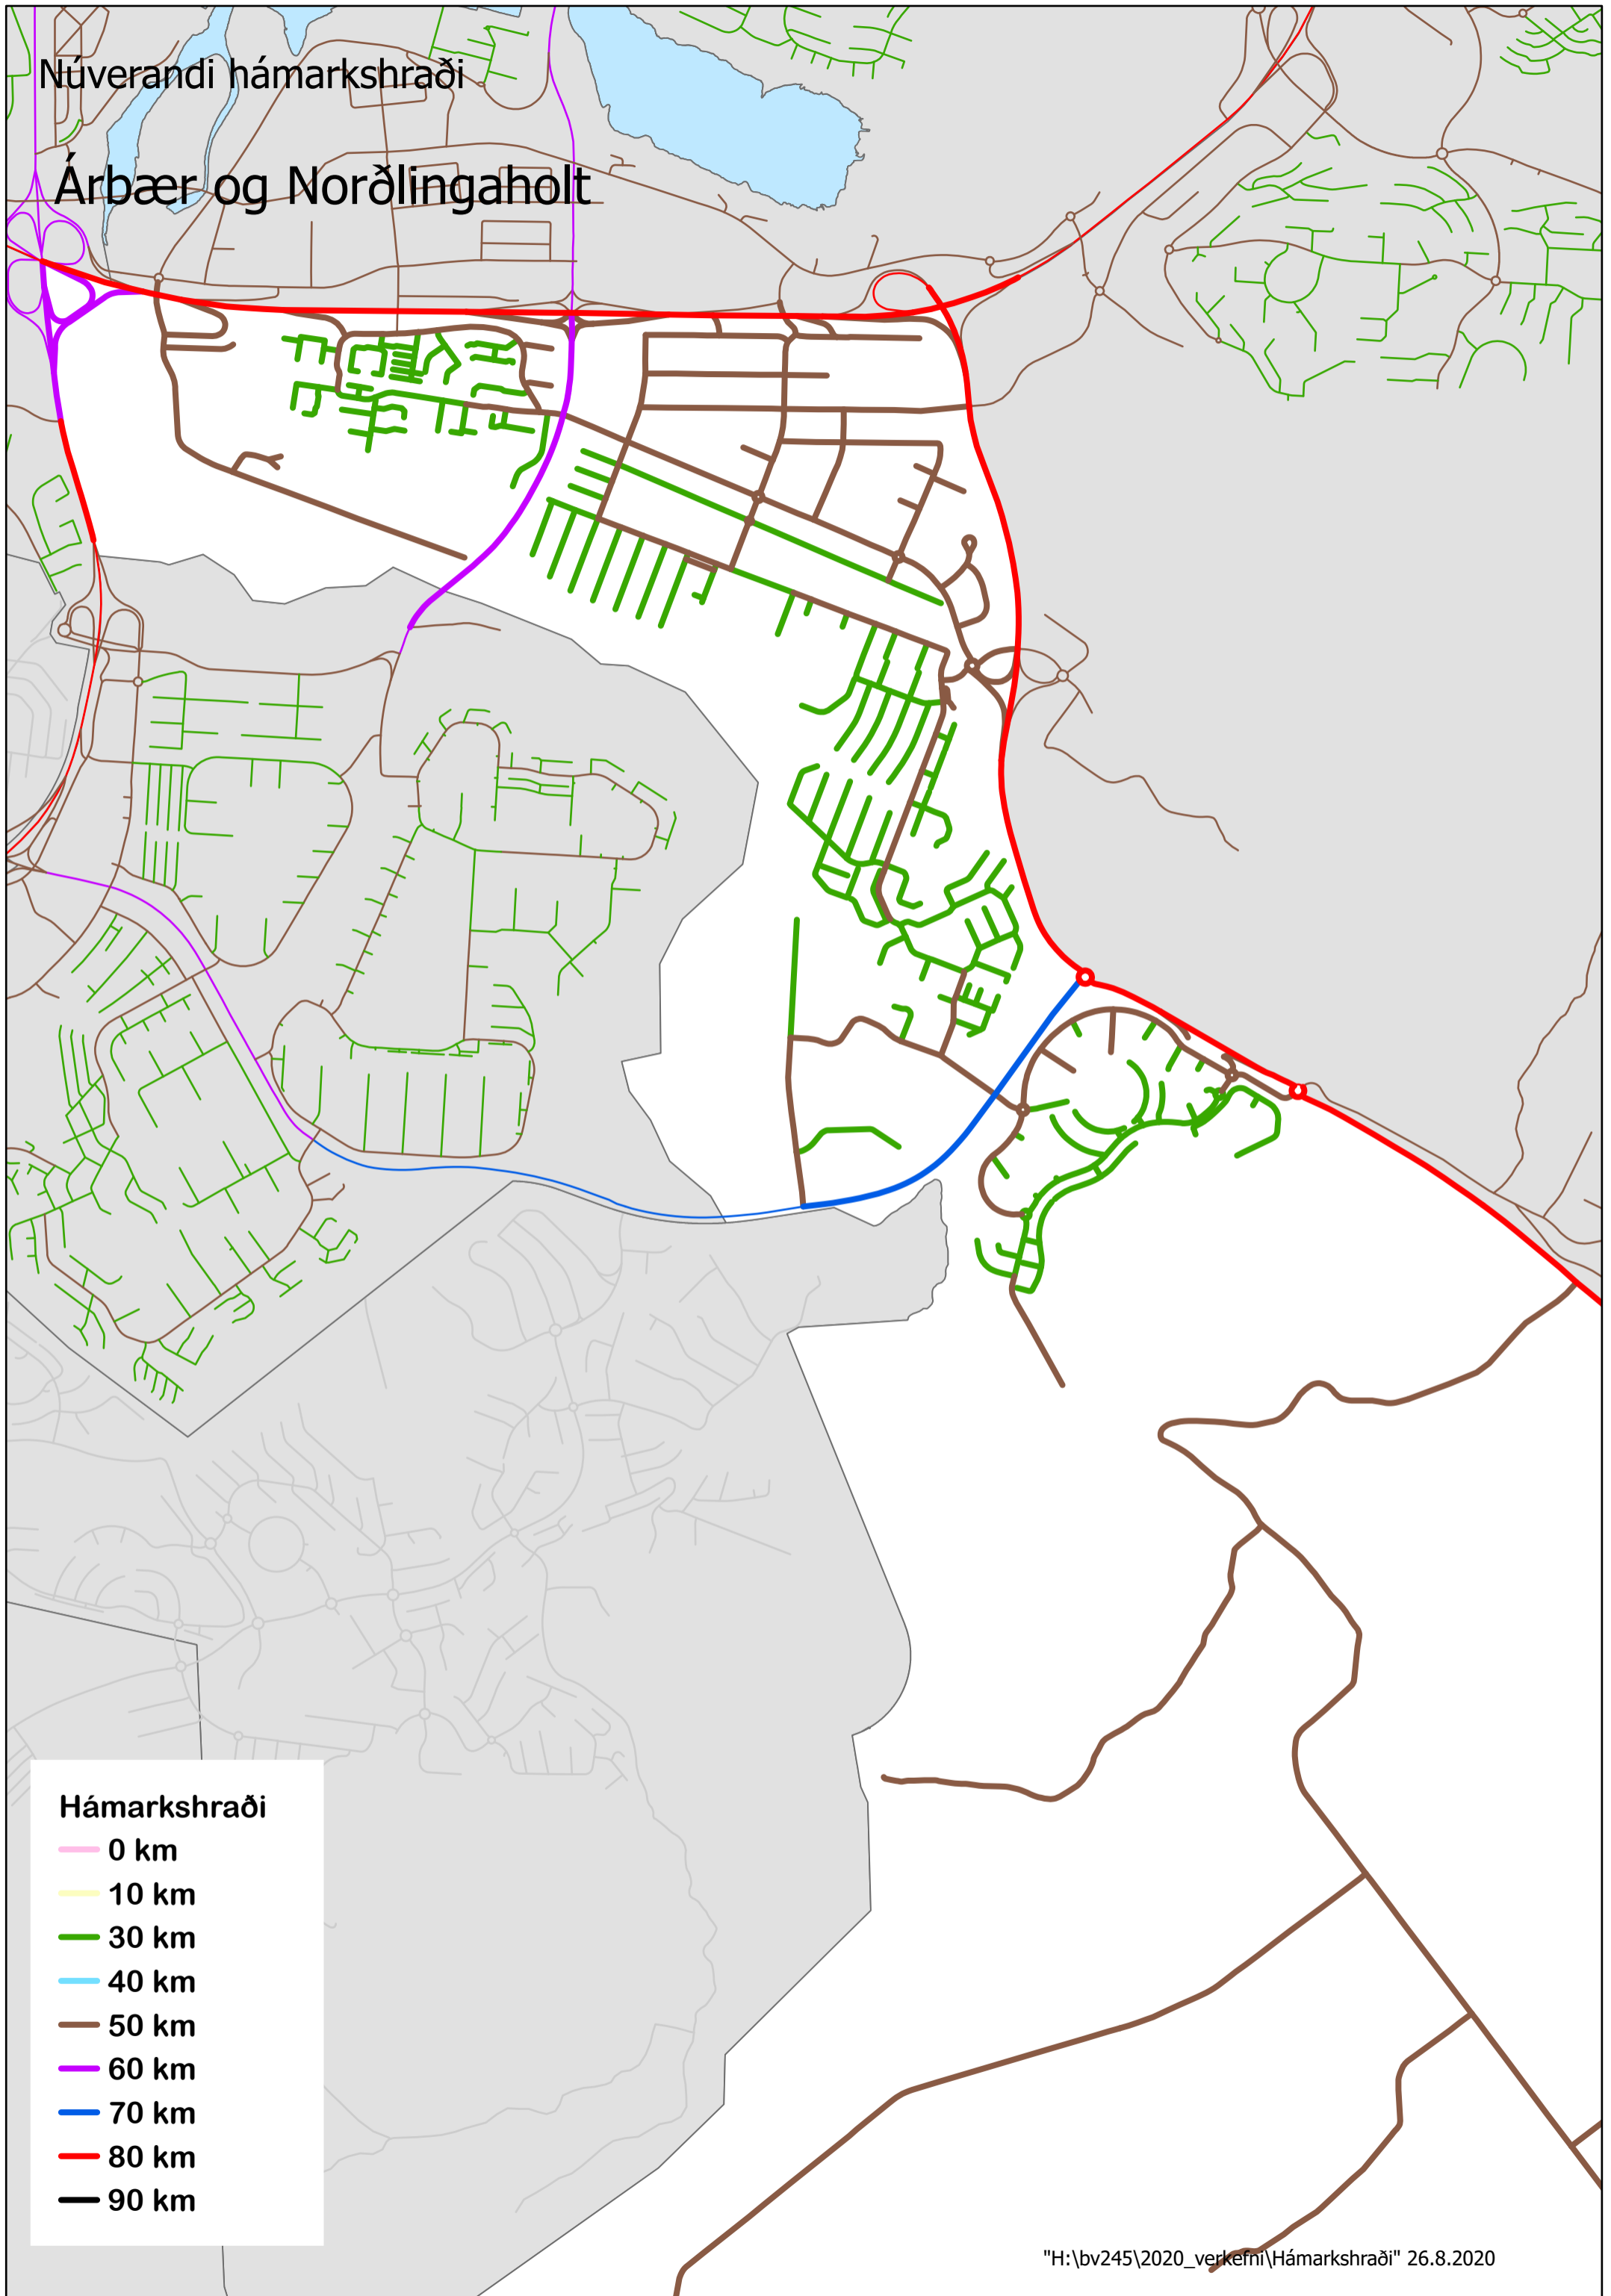 Núverandi hámarkshraði
Árbær og Norðlingaholt
Hámarkshraði
0 km
10 km
30 km
40 km
50 km
60 km
70 km
80 km
90 km
"H:\bv245\2020_verkefni\Hámarkshraði" 26.8.2020